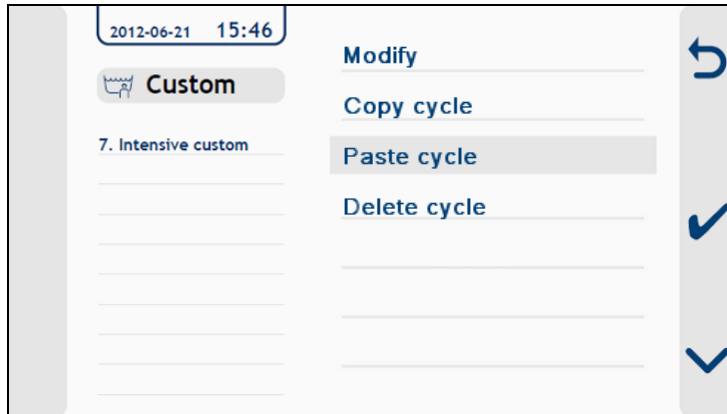 2012-06-21 15:46
Custom
7. Intensive custom
Modify
Copy cycle
Paste cycle
Delete cycle